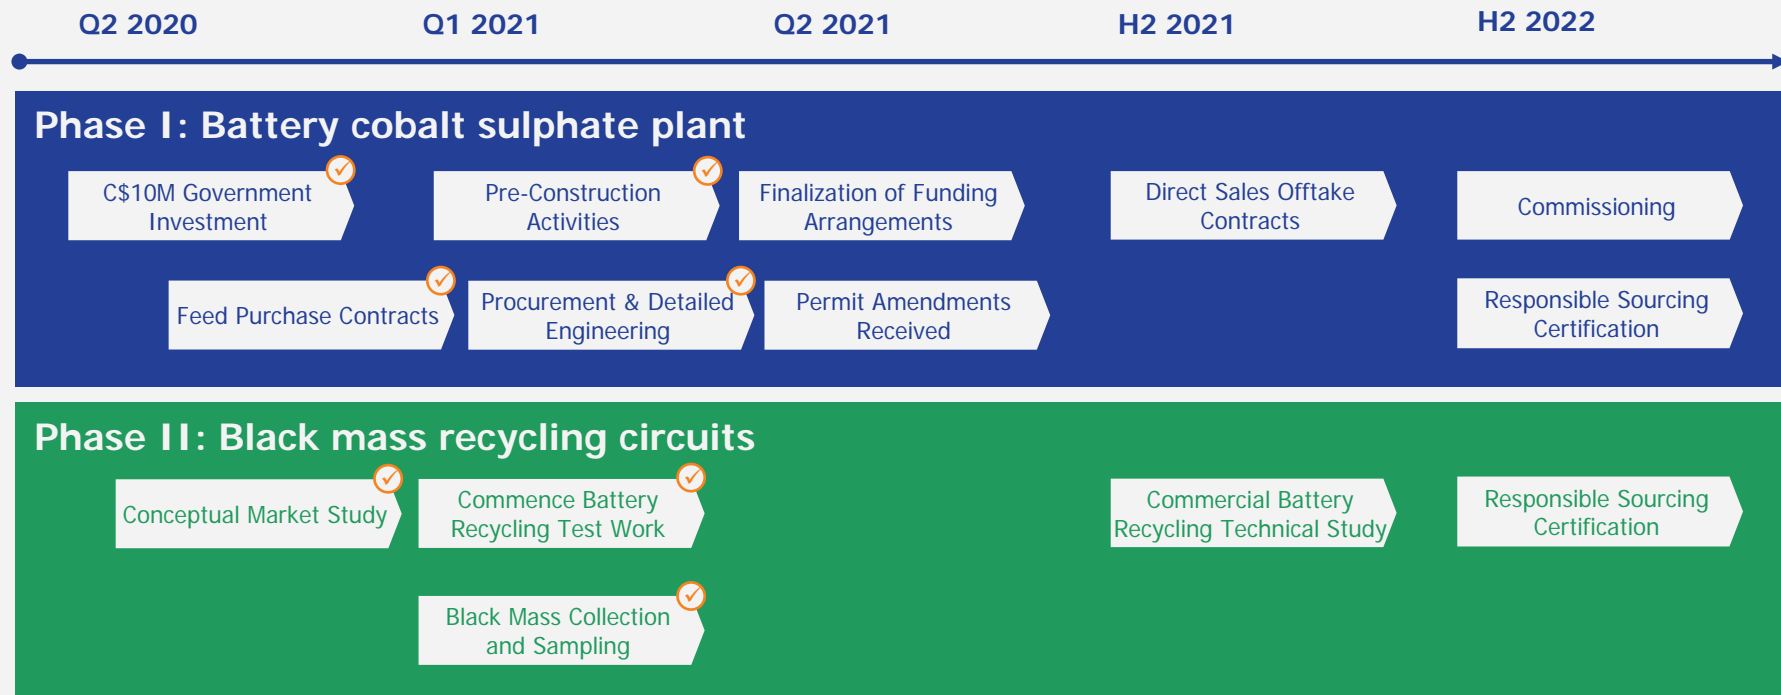 Q2 2020
Q1 2021
Q2 2021
H2 2021
H2 2022
Phase I: Battery cobalt sulphate plant
C$10M Government
Investment
Pre-Construction
Activities
Finalization of Funding
Arrangements
Direct Sales Offtake
Contracts
Commissioning
Feed Purchase Contracts
Procurement & Detailed
Engineering
Permit Amendments
Received
Responsible Sourcing
Certification
Phase II: Black mass recycling circuits
Conceptual Market Study
Commence Battery
Recycling Test Work
Commercial Battery
Recycling Technical Study
Responsible Sourcing
Certification
Black Mass Collection
and Sampling